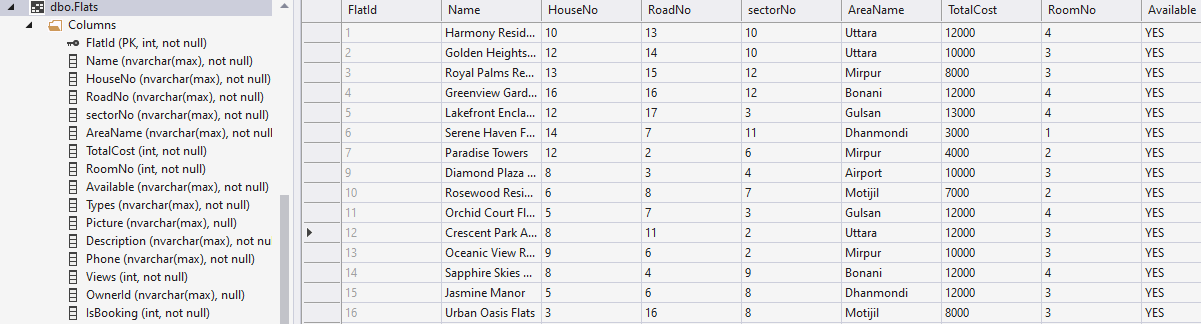 dbo.Flats
Columns
FlatId (PK, int, not null)
Name (nvarchar(max), not null)
HouseNo (nvarchar(max), not null)
RoadNo (nvarchar(max), not null)
sectorNo (nvarchar(max), not null)
AreaName (nvarchar(max), not null
TotalCost (int, not null)
RoomNo (int, not null)
Available (nvarchar(max), not null)
Types (nvarchar(max), not null)
Picture (nvarchar(max), not null)
Description (nvarchar(max), not nu
Phone (nvarchar(max), not null)
Views (int, not null)
OwnerId (nvarchar(max), null)
IsBooking (int, not null)
FlatId Name HouseNo RoadNo sectorNo AreaName TotalCost RoomNo Available
1 Harmony Resid... 10 13 10 Uttara 12000 4 YES
2 Golden Heights... 12 14 10 Uttara 10000 3 YES
3 Royal Palms Re... 13 15 12 Mirpur 8000 3 YES
4 Greenview Gard... 16 16 12 Bonani 12000 4 YES
5 Lakefront Encla... 12 17 3 Gulsan 13000 4 YES
6 Serene Haven F... 14 7 11 Dhanmondi 3000 1 YES
7 Paradise Towers 12 2 6 Mirpur 4000 2 YES
9 Diamond Plaza ... 8 3 4 Airport 10000 3 YES
10 Rosewood Resi... 6 8 7 Motijil 7000 2 YES
11 Orchid Court Fl... 5 7 3 Gulsan 12000 4 YES
12 Crescent Park A... 8 11 2 Uttara 12000 3 YES
13 Oceanic View R... 9 6 2 Mirpur 10000 3 YES
14 Sapphire Skies ... 8 4 9 Bonani 12000 4 YES
15 Jasmine Manor 5 6 8 Dhanmondi 12000 3 YES
16 Urban Oasis Flats 3 16 8 Motijil 8000 3 YES